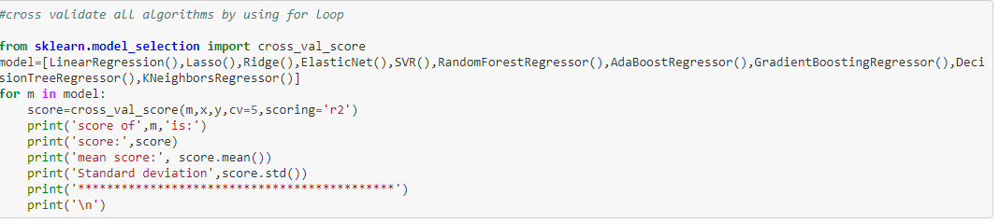 #cross validate all algorithms by using for loop
from sklearn.model_selection import cross_val_score
model=[LinearRegression(),Lasso(),Ridge(),ElasticNet(),SVR(),RandomForestRegressor(),AdaBoostRegressor(),GradientBoostingRegressor(),Deci
sionTreeRegressor(),KNeighborsRegressor()]
for m in model:
    score=cross_val_score(m,x,y,cv=5,scoring='r2')
    print('score of',m,'is:')
    print('score:',score)
    print('mean score:', score.mean())
    print('Standard deviation',score.std())
    print('********************************************')
    print('\n')